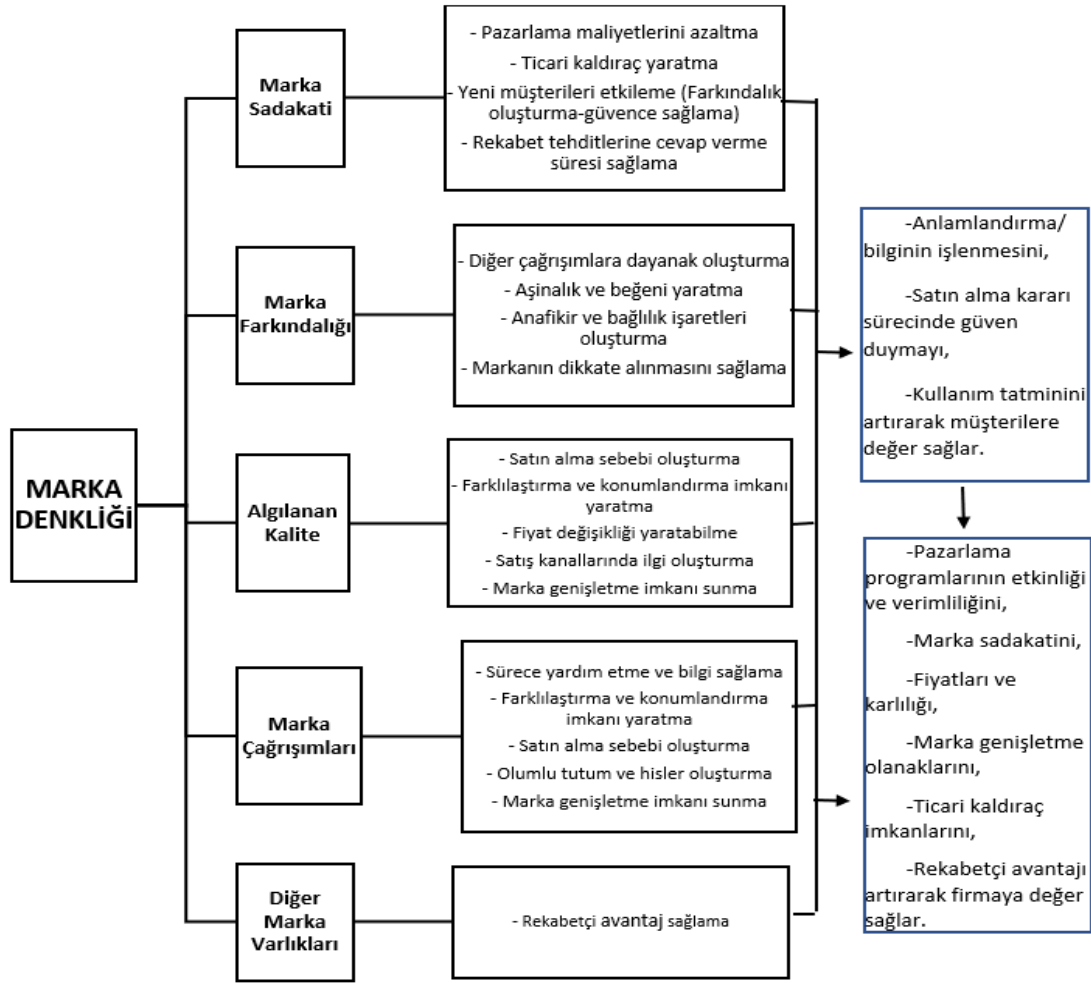 MARKA
DENKLİĞİ
Marka
Sadakati
- Pazarlama maliyetlerini azaltma
- Ticari kaldıraç yaratma
- Yeni müşterileri etkileme (Farkındalık
oluşturma-güvence sağlama)
- Rekabet tehditlerine cevap verme
süresi sağlama
Marka
Farkındalığı
- Diğer çağrışımlara dayanak oluşturma
- Aşinalık ve beğeni yaratma
- Anafikir ve bağlılık işaretleri
oluşturma
- Markanın dikkate alınmasını sağlama
Algılanan
Kalite
- Satın alma sebebi oluşturma
- Farklılaştırma ve konumlandırma imkanı
yaratma
- Fiyat değişikliği yaratabilme
- Satış kanallarında ilgi oluşturma
- Marka genişletme imkanı sunma
Marka
Çağrışımları
- Sürece yardım etme ve bilgi sağlama
- Farklılaştırma ve konumlandırma
imkanı yaratma
- Satın alma sebebi oluşturma
- Olumlu tutum ve hisler oluşturma
- Marka genişletme imkanı sunma
Diğer
Marka
Varlıkları
- Rekabetçi avantaj sağlama
-Anlamlandırma/
bilginin işlenmesini,
-Satın alma kararı
sürecinde güven
duymayı,
-Kullanım tatminini
artırarak müşterilere
değer sağlar.
-Pazarlama
programlarının etkinliği
ve verimliliğini,
-Marka sadakatini,
-Fiyatları ve
karlılığı,
-Marka genişletme
olanaklarını,
-Ticari kaldıraç
imkanlarını,
-Rekabetçi avantajı
artırarak firmaya değer
sağlar.